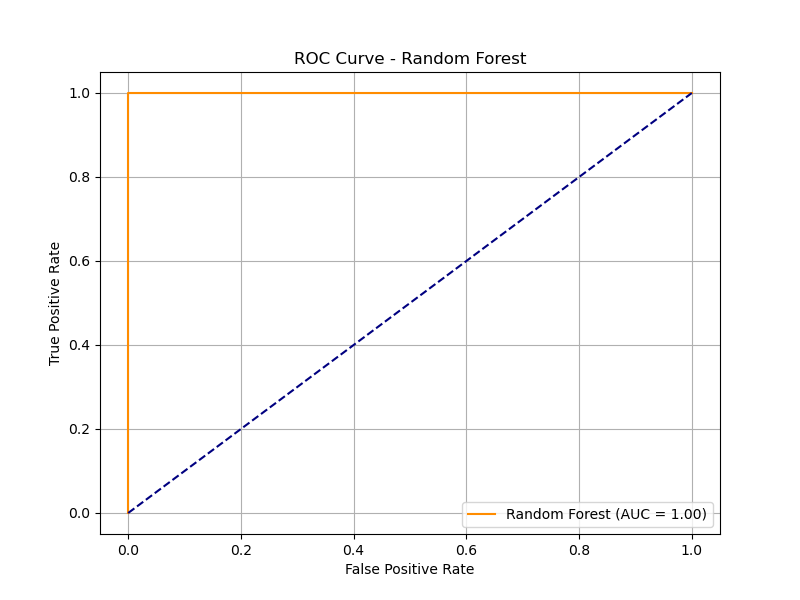 ROC Curve - Random Forest
True Positive Rate
1.0
0.8
0.6
0.4
0.2
0.0
Random Forest (AUC = 1.00)
0.0 0.2 0.4 0.6 0.8 1.0
False Positive Rate